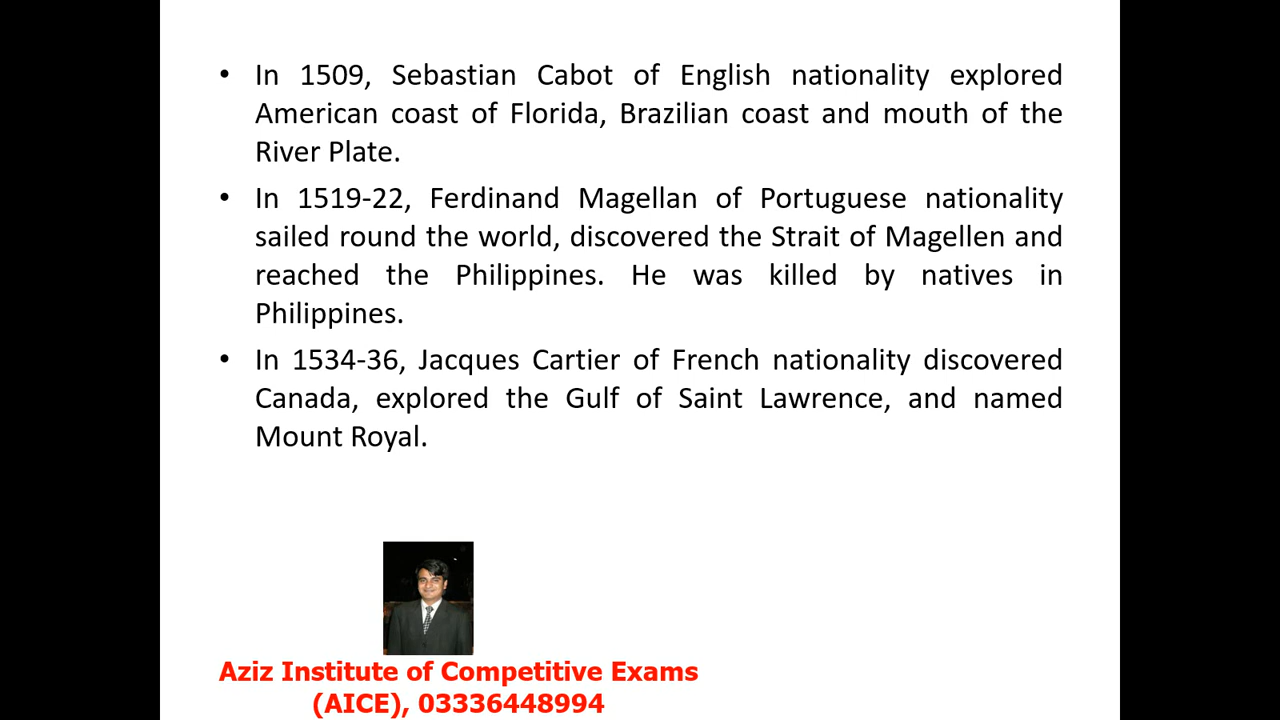 • In 1509, Sebastian Cabot of English nationality explored
American coast of Florida, Brazilian coast and mouth of the
River Plate.
• In 1519-22, Ferdinand Magellan of Portuguese nationality
sailed round the world, discovered the Strait of Magellen and
reached the Philippines. He was killed by natives in
Philippines.
• In 1534-36, Jacques Cartier of French nationality discovered
Canada, explored the Gulf of Saint Lawrence, and named
Mount Royal.
Aziz Institute of Competitive Exams
(AICE), 03336448994